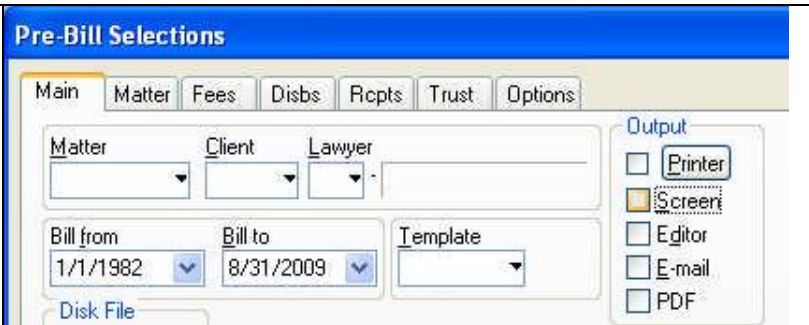 Pre-Bill Selections
Main Matter Fees Disbs Rcpts Trust Options
Matter Client Lawyer
-
Bill from Bill to Template
1/1/1982 8/31/2009
Disk File
Output
Printer
Screen
Editor
E-mail
PDF